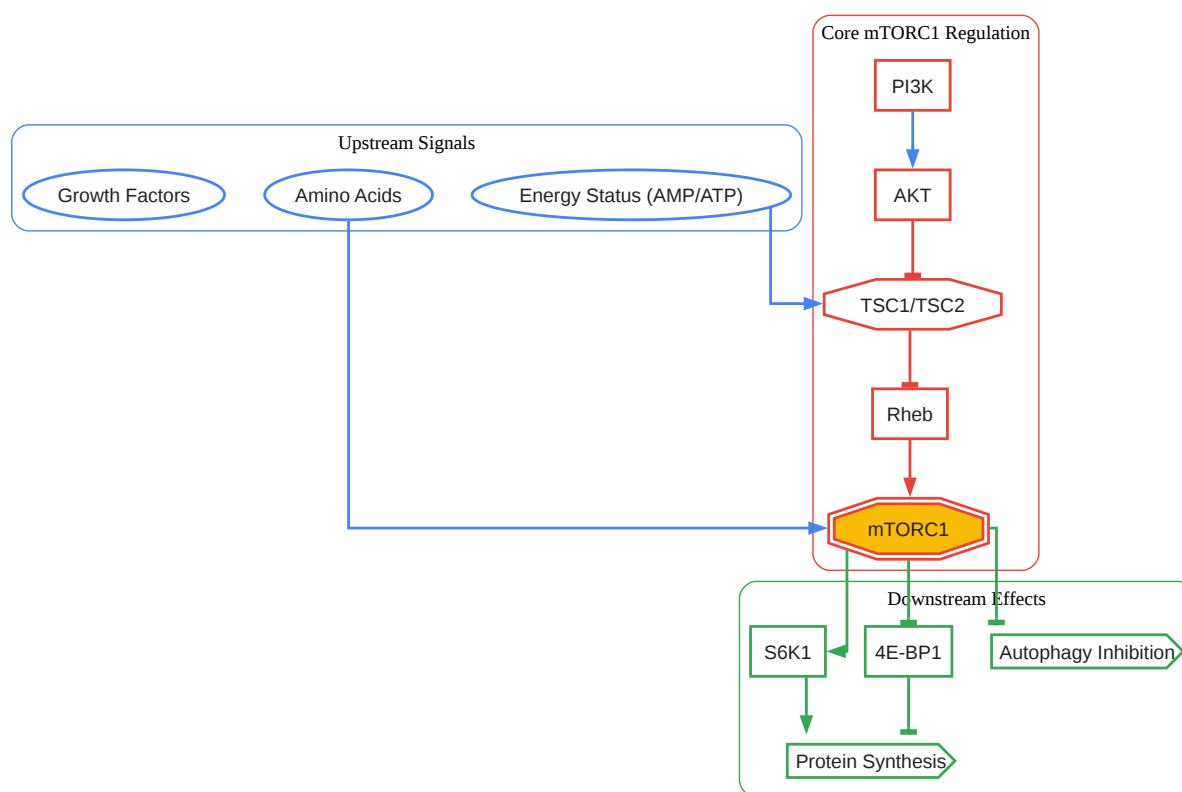 Core mTORC1 Regulation
PI3K
Upstream Signals
Growth Factors
Amino Acids
Energy Status (AMP/ATP)
AKT
TSC1/TSC2
Rheb
mTORC1
Downstream Effects
S6K1
4E-BP1
Autophagy Inhibition
Protein Synthesis